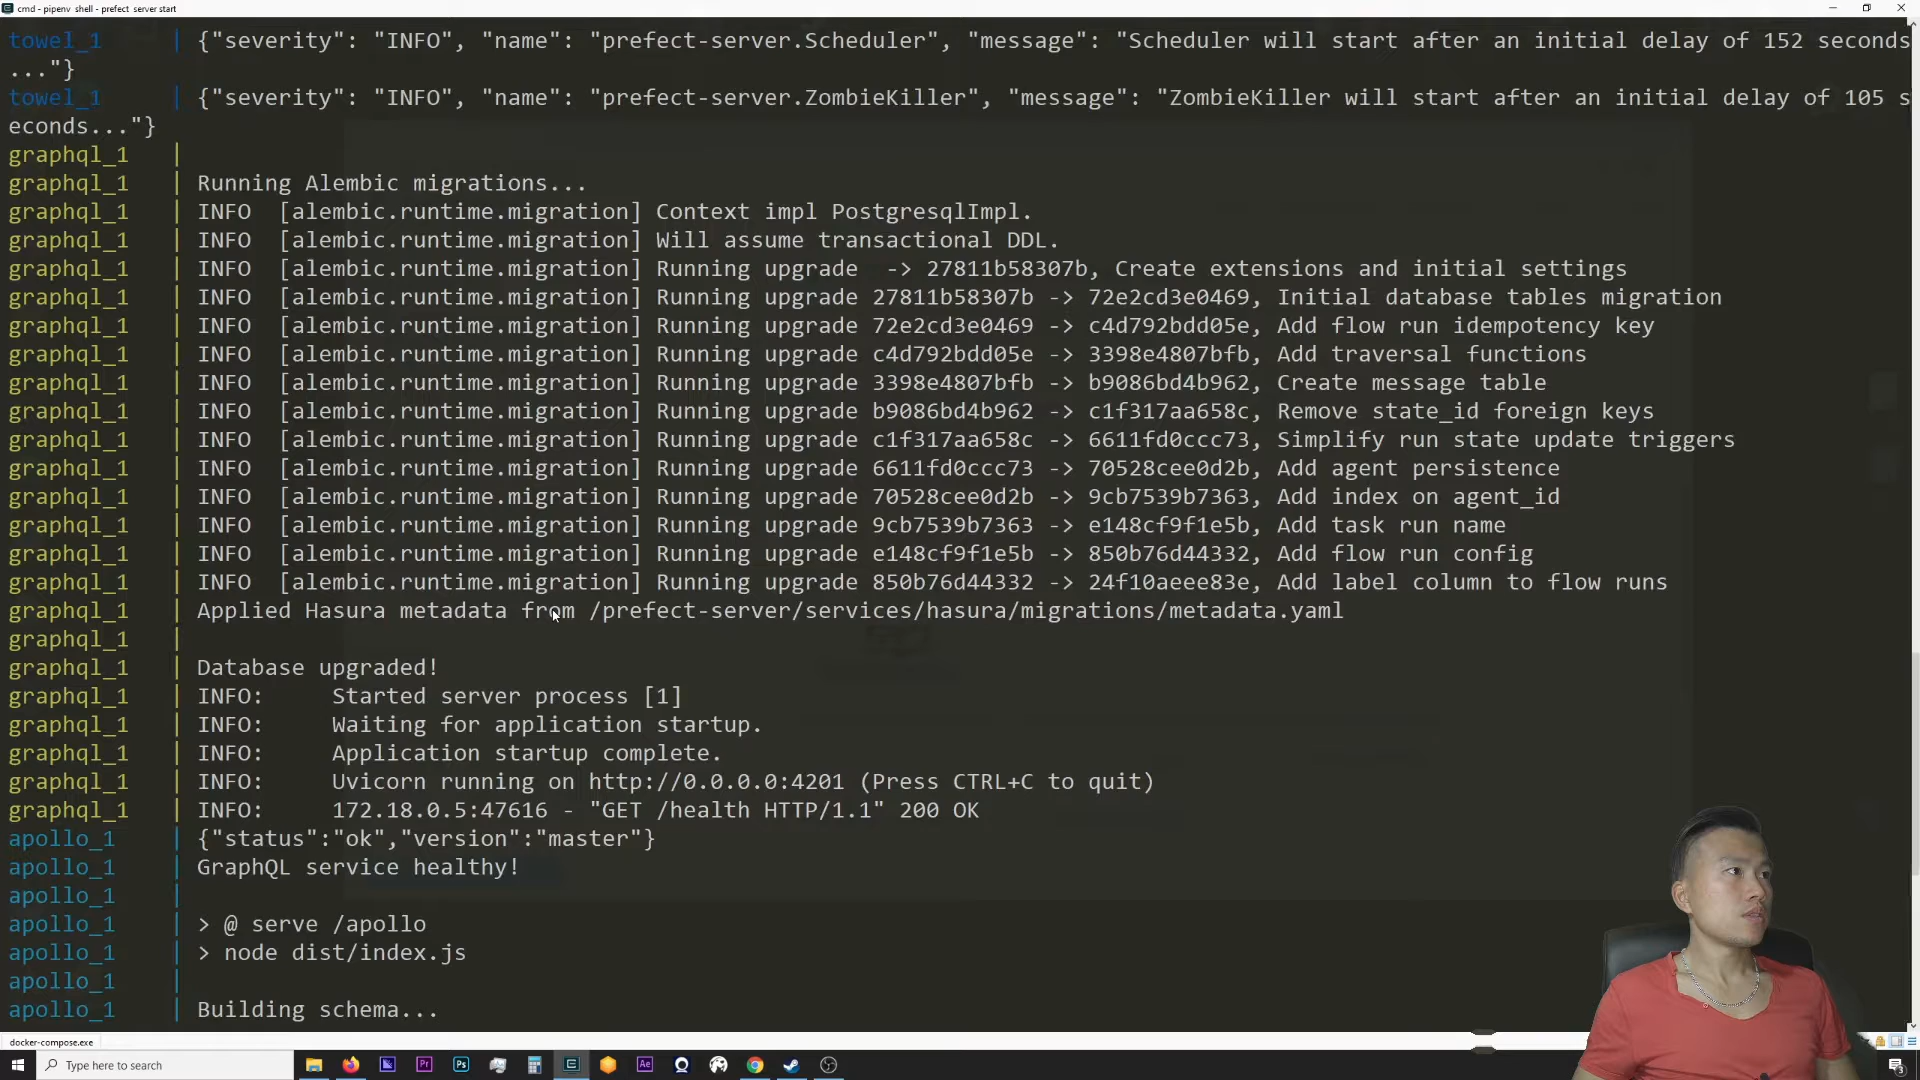 cmd - pipenv shell - prefect server start
towel_1 | {"severity": "INFO", "name": "prefect-server.Scheduler", "message": "Scheduler will start after an initial delay of 152 seconds
..."}
towel_1 | {"severity": "INFO", "name": "prefect-server.ZombieKiller", "message": "ZombieKiller will start after an initial delay of 105 s
econds..."}
graphql_1 |
graphql_1 | Running Alembic migrations...
graphql_1 | INFO [alembic.runtime.migration] Context impl PostgresqlImpl.
graphql_1 | INFO [alembic.runtime.migration] Will assume transactional DDL.
graphql_1 | INFO [alembic.runtime.migration] Running upgrade -> 27811b58307b, Create extensions and initial settings
graphql_1 | INFO [alembic.runtime.migration] Running upgrade 27811b58307b -> 72e2cd3e0469, Initial database tables migration
graphql_1 | INFO [alembic.runtime.migration] Running upgrade 72e2cd3e0469 -> c4d792bdd05e, Add flow run idempotency key
graphql_1 | INFO [alembic.runtime.migration] Running upgrade c4d792bdd05e -> 3398e4807bfb, Add traversal functions
graphql_1 | INFO [alembic.runtime.migration] Running upgrade 3398e4807bfb -> b9086bd4b962, Create message table
graphql_1 | INFO [alembic.runtime.migration] Running upgrade b9086bd4b962 -> c1f317aa658c, Remove state_id foreign keys
graphql_1 | INFO [alembic.runtime.migration] Running upgrade c1f317aa658c -> 6611fd0ccc73, Simplify run state update triggers
graphql_1 | INFO [alembic.runtime.migration] Running upgrade 6611fd0ccc73 -> 70528cee0d2b, Add agent persistence
graphql_1 | INFO [alembic.runtime.migration] Running upgrade 70528cee0d2b -> 9cb7539b7363, Add index on agent_id
graphql_1 | INFO [alembic.runtime.migration] Running upgrade 9cb7539b7363 -> e148cf9f1e5b, Add task run name
graphql_1 | INFO [alembic.runtime.migration] Running upgrade e148cf9f1e5b -> 850b76d44332, Add flow run config
graphql_1 | INFO [alembic.runtime.migration] Running upgrade 850b76d44332 -> 24f10aeee83e, Add label column to flow runs
graphql_1 | Applied Hasura metadata from /prefect-server/services/hasura/migrations/metadata.yaml
graphql_1 |
graphql_1 | Database upgraded!
graphql_1 | INFO: Started server process [1]
graphql_1 | INFO: Waiting for application startup.
graphql_1 | INFO: Application startup complete.
graphql_1 | INFO: Uvicorn running on http://0.0.0.0:4201 (Press CTRL+C to quit)
graphql_1 | INFO: 172.18.0.5:47616 - "GET /health HTTP/1.1" 200 OK
apollo_1 | {"status":"ok","version":"master"}
apollo_1 | GraphQL service healthy!
apollo_1 |
apollo_1 | > @ serve /apollo
apollo_1 | > node dist/index.js
apollo_1 |
apollo_1 | Building schema...
docker-compose.exe
Type here to search
Pr
Ps
Ae